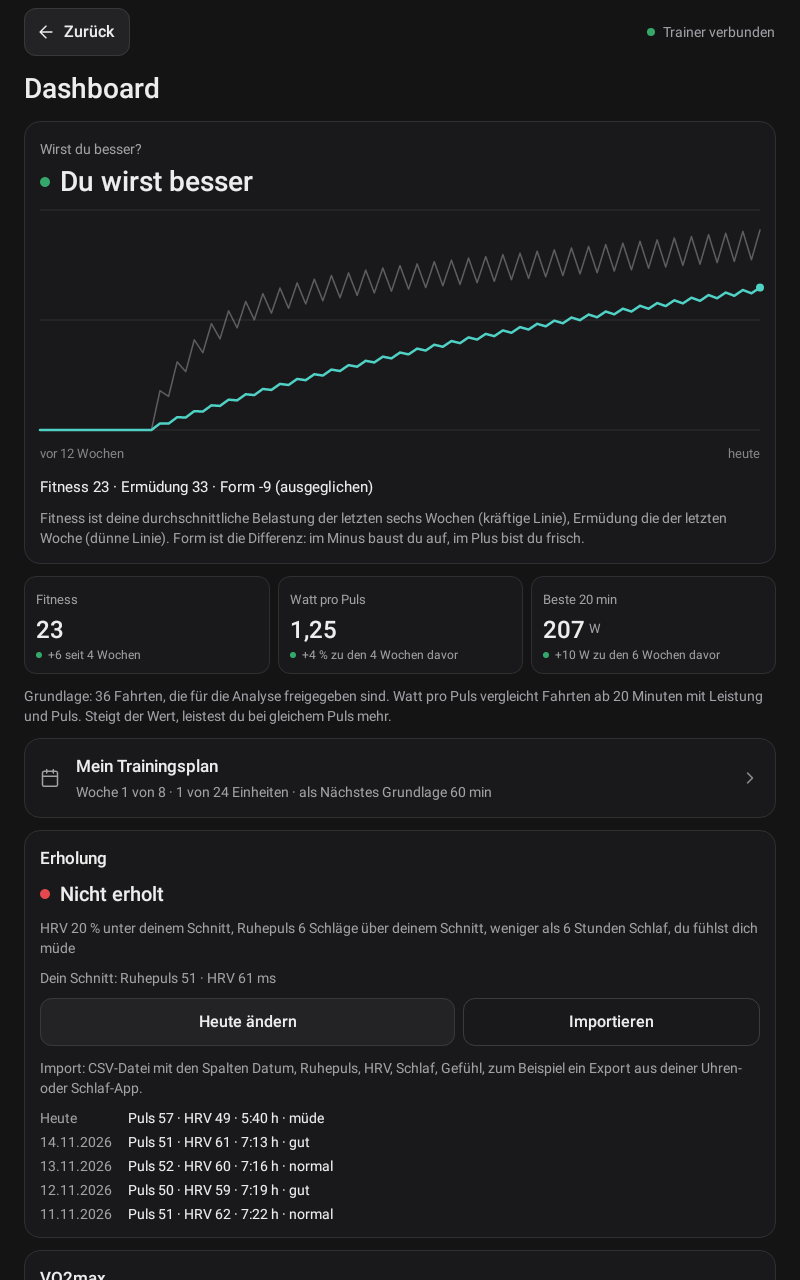 Zurück
Trainer verbunden
Dashboard
Wirst du besser?
Du wirst besser
vor 12 Wochen
heute
Fitness 23 · Ermüdung 33 · Form -9 (ausgeglichen)
Fitness ist deine durchschnittliche Belastung der letzten sechs Wochen (kräftige Linie), Ermüdung die der letzten
Woche (dünne Linie). Form ist die Differenz: im Minus baust du auf, im Plus bist du frisch.
Fitness
23
+6 seit 4 Wochen
Watt pro Puls
1,25
+4 % zu den 4 Wochen davor
Beste 20 min
207 W
+10 W zu den 6 Wochen davor
Grundlage: 36 Fahrten, die für die Analyse freigegeben sind. Watt pro Puls vergleicht Fahrten ab 20 Minuten mit Leistung
und Puls. Steigt der Wert, leistest du bei gleichem Puls mehr.
Mein Trainingsplan
Woche 1 von 8 · 1 von 24 Einheiten · als Nächstes Grundlage 60 min
Erholung
Nicht erholt
HRV 20 % unter deinem Schnitt, Ruhepuls 6 Schläge über deinem Schnitt, weniger als 6 Stunden Schlaf, du fühlst dich
müde
Dein Schnitt: Ruhepuls 51 · HRV 61 ms
Heute ändern
Importieren
Import: CSV-Datei mit den Spalten Datum, Ruhepuls, HRV, Schlaf, Gefühl, zum Beispiel ein Export aus deiner Uhren-
oder Schlaf-App.
Heute Puls 57 · HRV 49 · 5:40 h · müde
14.11.2026 Puls 51 · HRV 61 · 7:13 h · gut
13.11.2026 Puls 52 · HRV 60 · 7:16 h · normal
12.11.2026 Puls 50 · HRV 59 · 7:19 h · gut
11.11.2026 Puls 51 · HRV 62 · 7:22 h · normal
VO2max